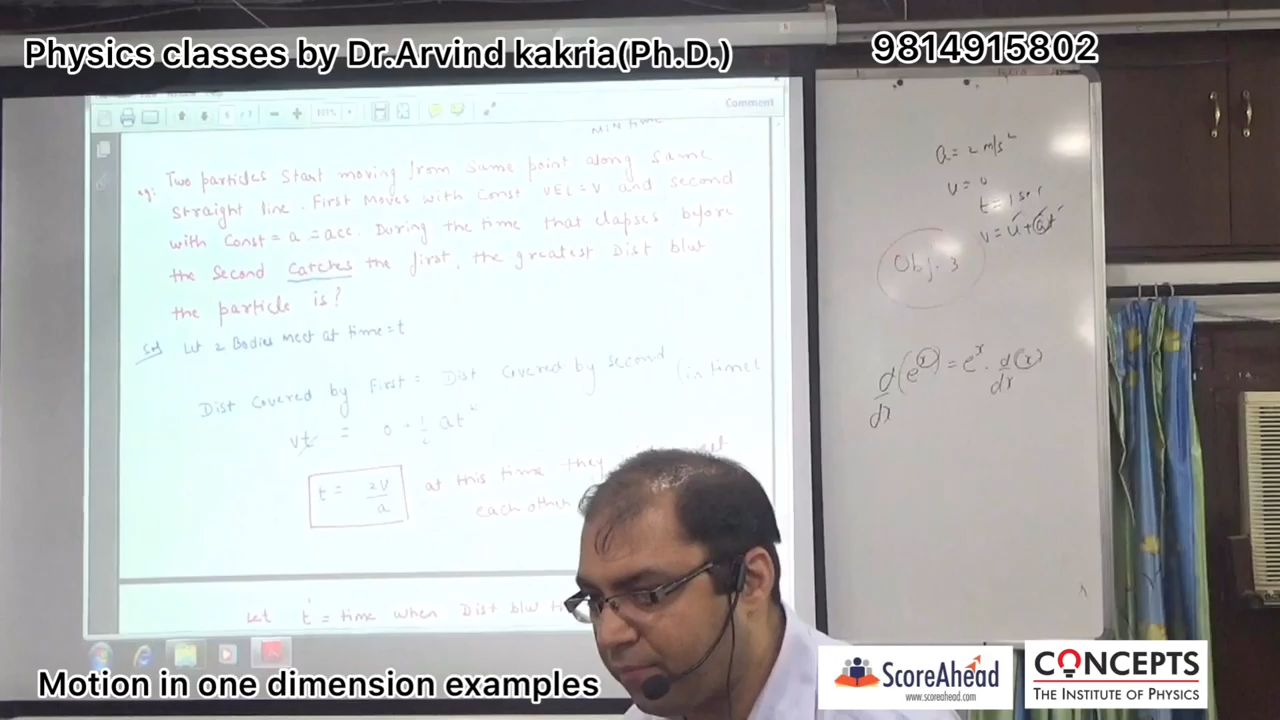 Physics classes by Dr.Arvind kakria(Ph.D.)
9814915802
Comment
MIN TIME
eg: Two particles start moving from same point along same
straight line. First Moves with Const VEL = V and second
with Const = a = acc. During the time that elapses before
the second catches the first, the greatest Dist b/w
the particle is?
Sol Let 2 Bodies meet at time = t
Dist covered by First = Dist covered by second (in time t
vt = 0 + 1/2 at²
t = 2v/a at this time they
each other
Let t' = time when Dist b/w
a = 2 m/s²
u = 0
t = 1 sec
v = u + at
Obj. 3
d/dx (e^x) = e^x . d/dx (x)
Motion in one dimension examples
ScoreAhead
www.scoreahead.com
CONCEPTS
THE INSTITUTE OF PHYSICS